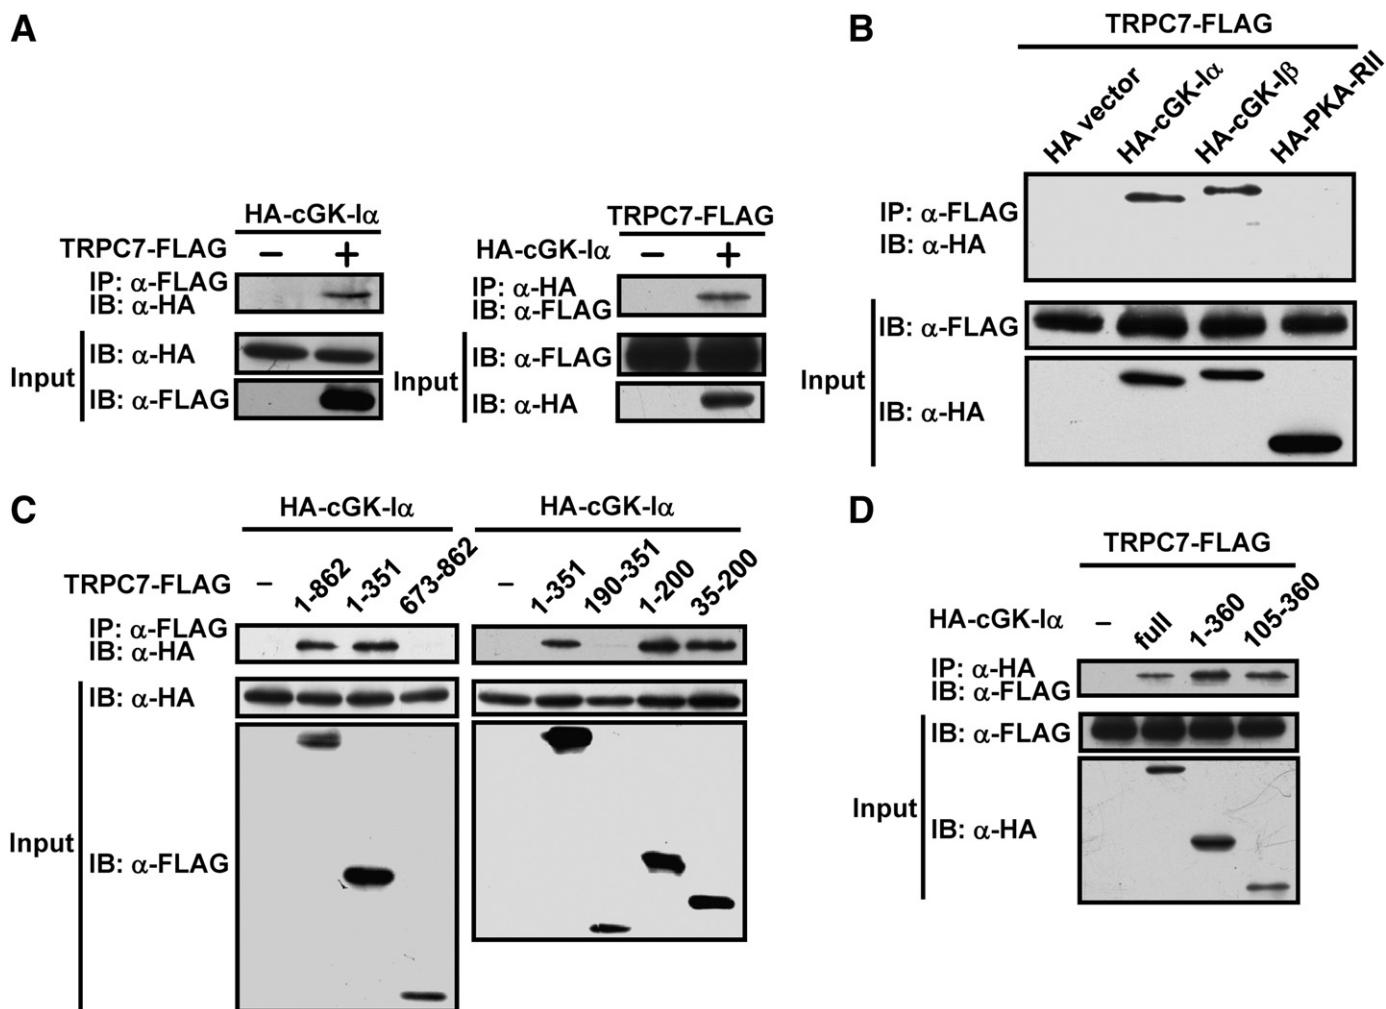 A
HA-cGK-Iα
TRPC7-FLAG − +
IP: α-FLAG
IB: α-HA
Input
IB: α-HA
IB: α-FLAG
TRPC7-FLAG
HA-cGK-Iα − +
IP: α-HA
IB: α-FLAG
Input
IB: α-FLAG
IB: α-HA
B
TRPC7-FLAG
HA vector
HA-cGK-Iα
HA-cGK-Iβ
HA-PKA-RII
IP: α-FLAG
IB: α-HA
Input
IB: α-FLAG
IB: α-HA
C
HA-cGK-Iα
TRPC7-FLAG − 1-862 1-351 673-862
IP: α-FLAG
IB: α-HA
Input
IB: α-HA
IB: α-FLAG
HA-cGK-Iα
− 1-351 190-351 1-200 35-200
D
TRPC7-FLAG
HA-cGK-Iα − full 1-360 105-360
IP: α-HA
IB: α-FLAG
Input
IB: α-FLAG
IB: α-HA